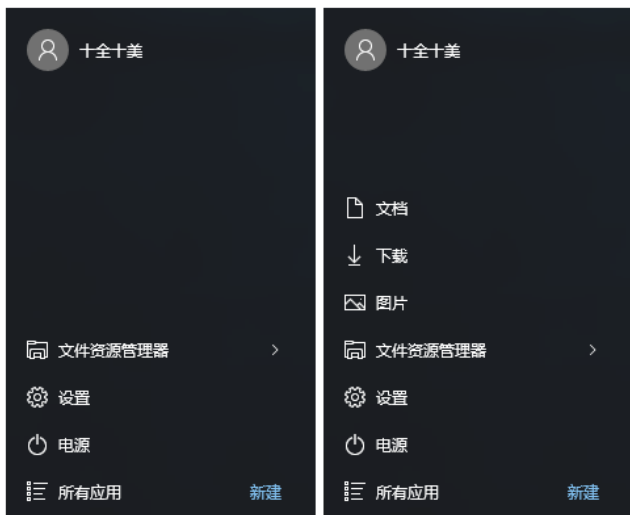 十全十美
文件资源管理器
设置
电源
所有应用 新建
十全十美
文档
下载
图片
文件资源管理器
设置
电源
所有应用 新建